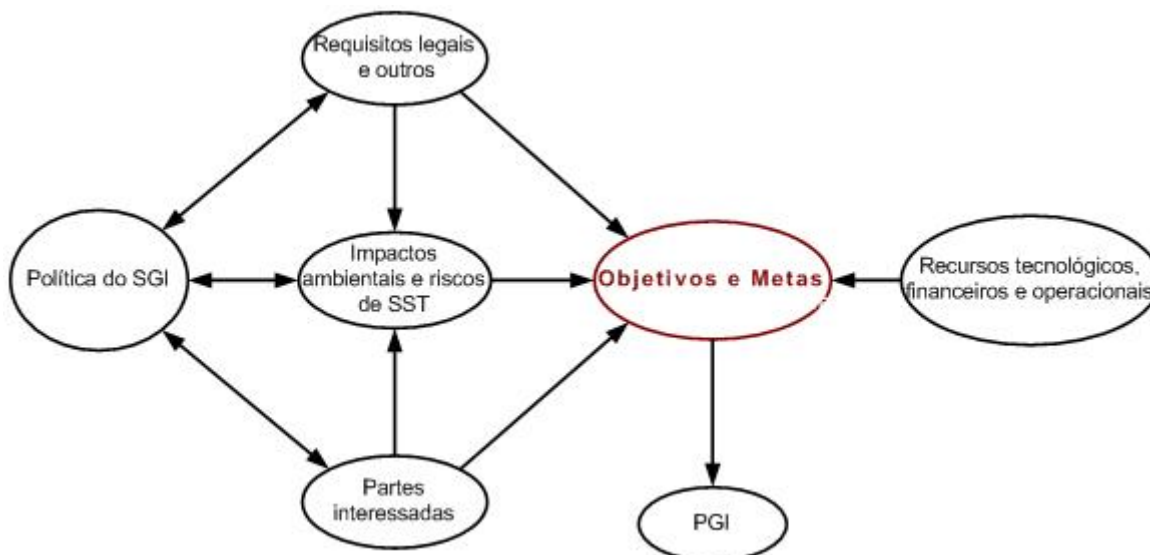 Requisitos legais
e outros
Política do SGI
Impactos
ambientais e riscos
de SST
Objetivos e Metas
Recursos tecnológicos,
financeiros e operacionais
Partes
interessadas
PGI